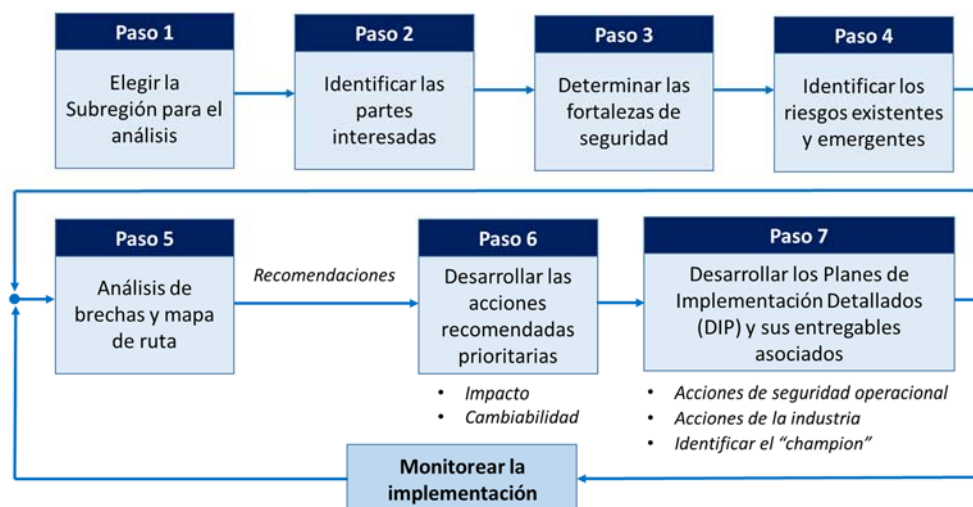 Paso 1
Elegir la
Subregión para el
análisis
Paso 2
Identificar las
partes
interesadas
Paso 3
Determinar las
fortalezas de
seguridad
Paso 4
Identificar los
riesgos existentes
y emergentes
Paso 5
Análisis de
brechas y mapa
de ruta
Recomendaciones
Paso 6
Desarrollar las
acciones
recomendadas
prioritarias
• Impacto
• Cambiabilidad
Paso 7
Desarrollar los Planes de
Implementación Detallados
(DIP) y sus entregables
asociados
• Acciones de seguridad operacional
• Acciones de la industria
• Identificar el “champion”
Monitorear la
implementación